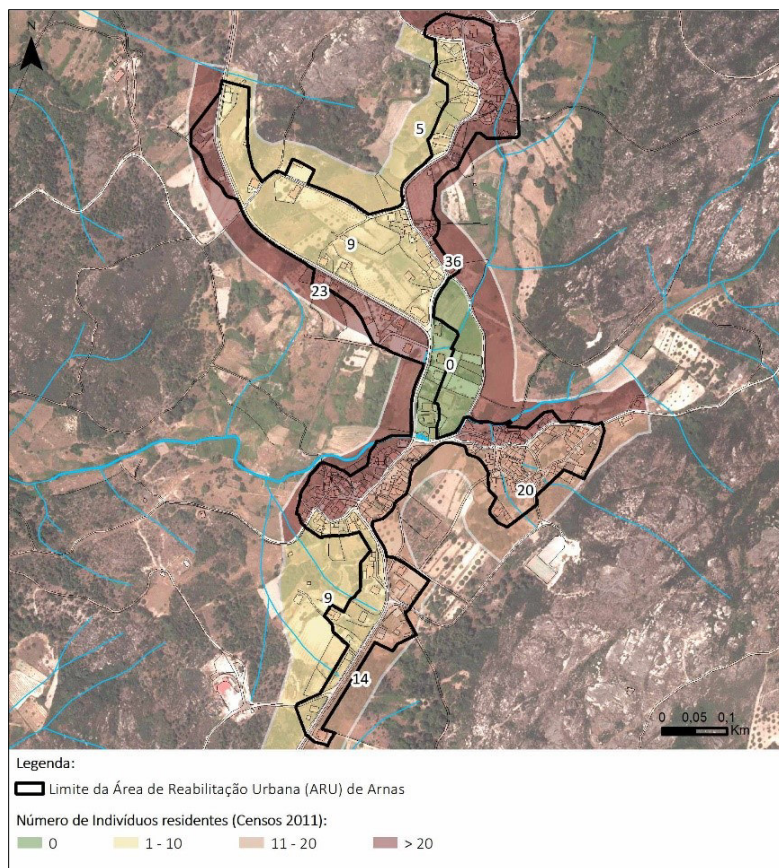 N
5
9
36
23
0
20
9
14
0 0,05 0,1
Km
Legenda:
Limite da Área de Reabilitação Urbana (ARU) de Arnas
Número de Indivíduos residentes (Censos 2011):
0 1 - 10 11 - 20 > 20